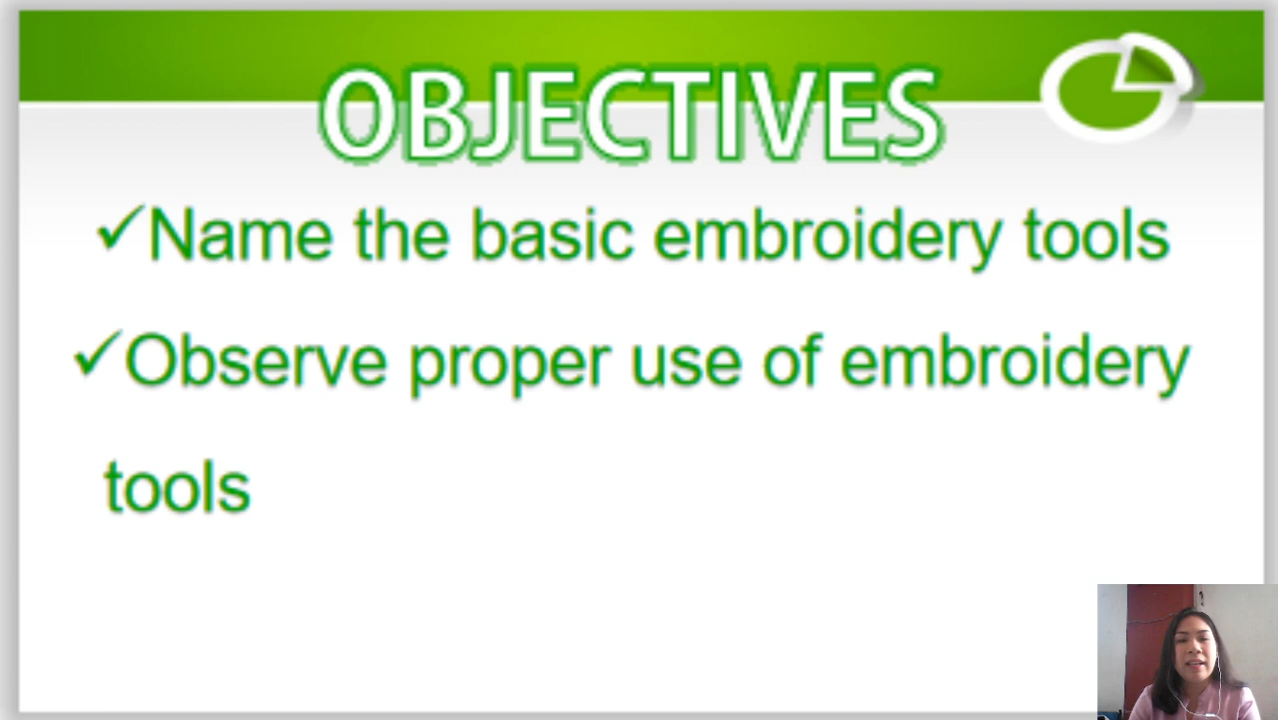 OBJECTIVES
✓Name the basic embroidery tools
✓Observe proper use of embroidery
tools